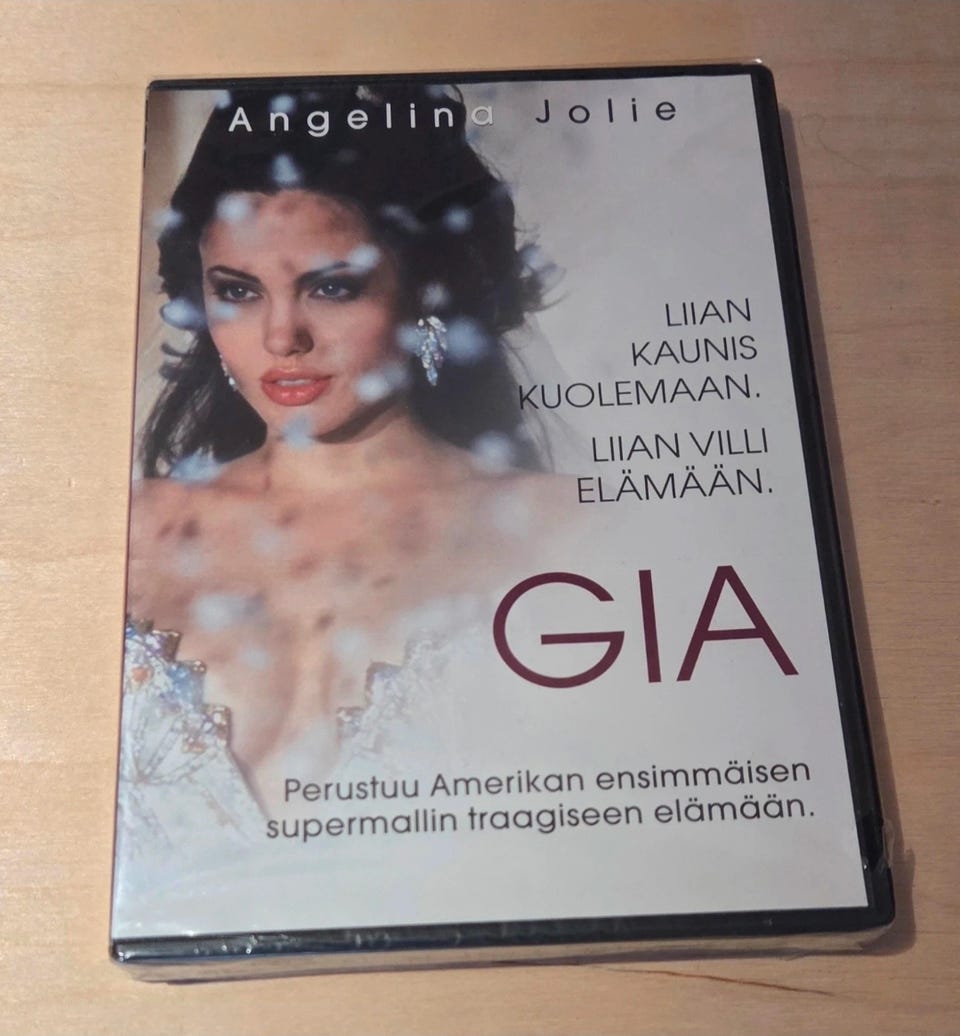 Angelina Jolie
LIIAN
KAUNIS
KUOLEMAAN.
LIIAN VILLI
ELÄMÄÄN.
GIA
Perustuu Amerikan ensimmäisen
supermallin traagiseen elämään.